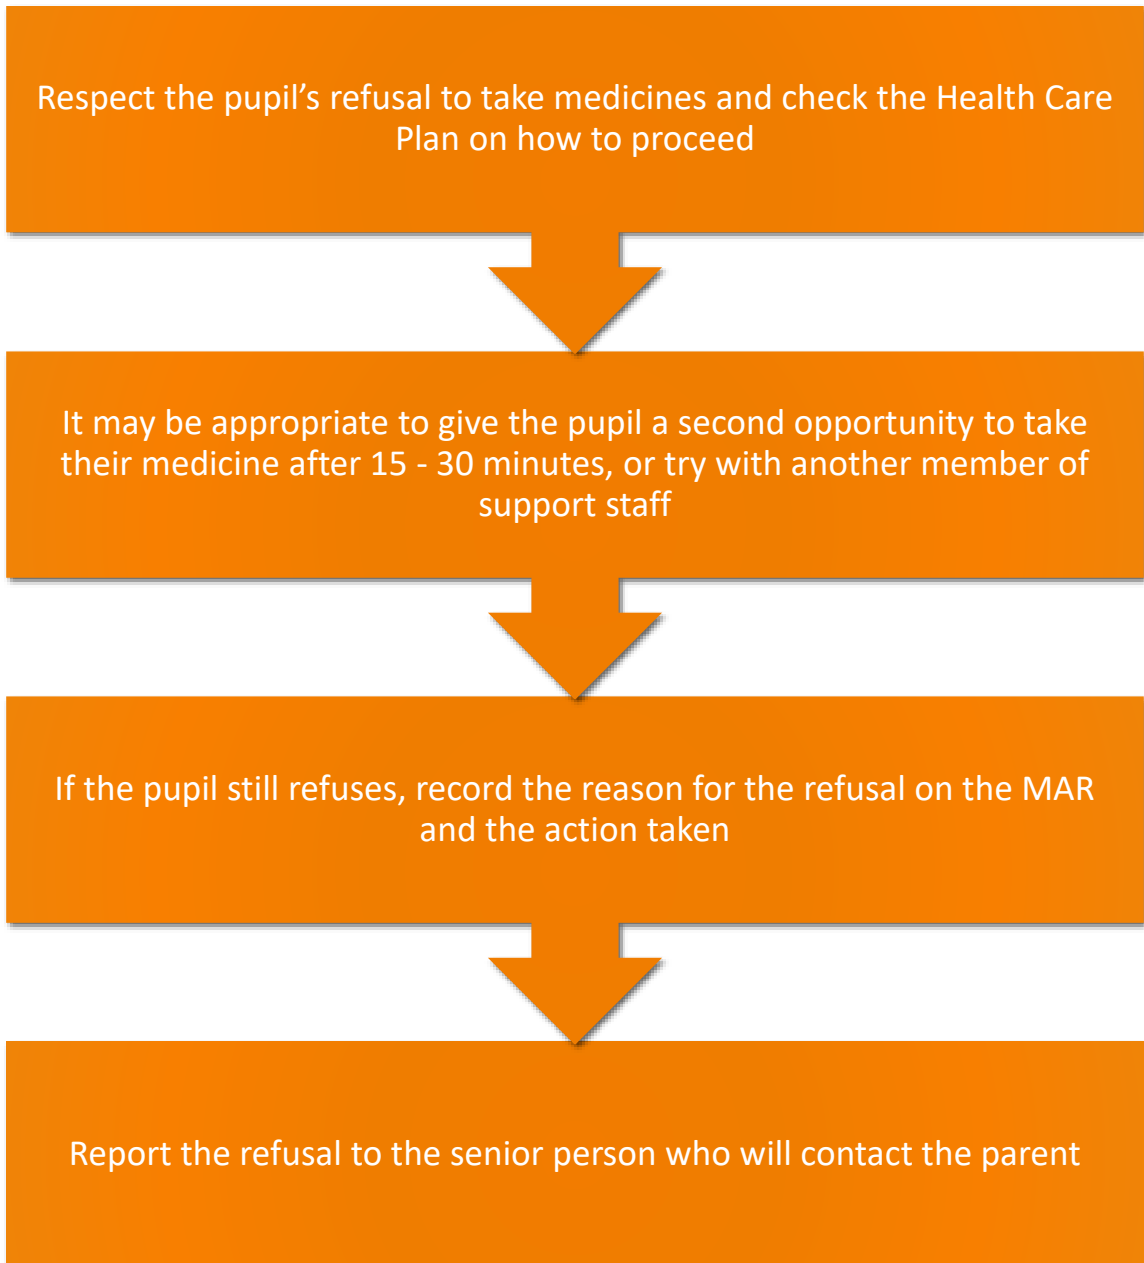 Respect the pupil’s refusal to take medicines and check the Health Care
Plan on how to proceed
It may be appropriate to give the pupil a second opportunity to take
their medicine after 15 - 30 minutes, or try with another member of
support staff
If the pupil still refuses, record the reason for the refusal on the MAR
and the action taken
Report the refusal to the senior person who will contact the parent